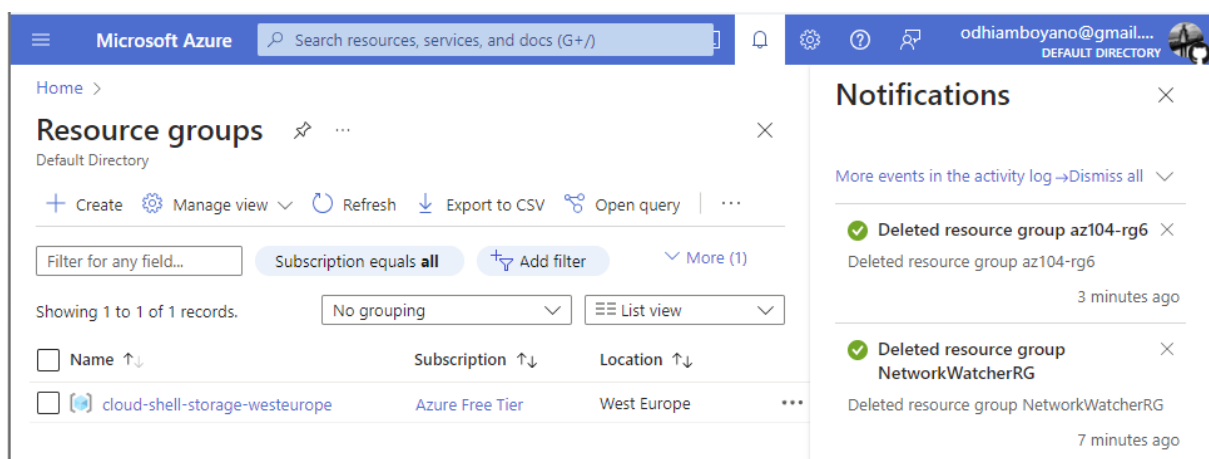 Microsoft Azure
Search resources, services, and docs (G+/)
odhiamboyano@gmail....
DEFAULT DIRECTORY
Home >
Resource groups
...
Default Directory
Create
Manage view
Refresh
Export to CSV
Open query
...
Filter for any field...
Subscription equals all
Add filter
More (1)
Showing 1 to 1 of 1 records.
No grouping
List view
Name ↑↓
Subscription ↑↓
Location ↑↓
cloud-shell-storage-westeurope
Azure Free Tier
West Europe
...
Notifications
More events in the activity log →
Dismiss all
Deleted resource group az104-rg6
Deleted resource group az104-rg6
3 minutes ago
Deleted resource group
NetworkWatcherRG
Deleted resource group NetworkWatcherRG
7 minutes ago